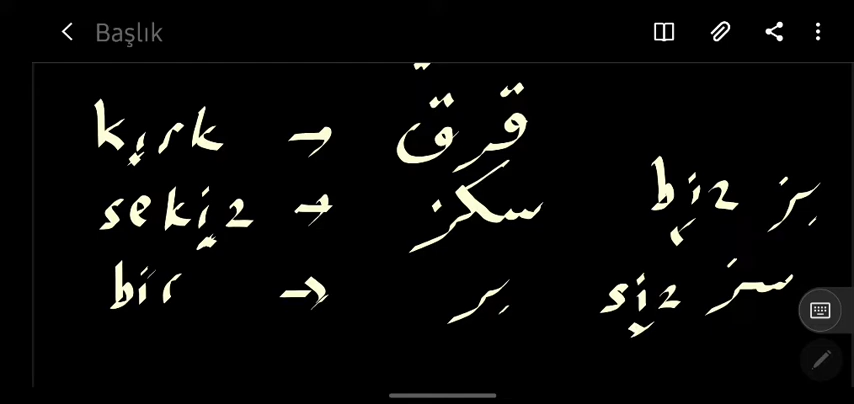 Başlık
kırk → قرق
sekiz → سكز
biz بز
bir → بر
siz سز